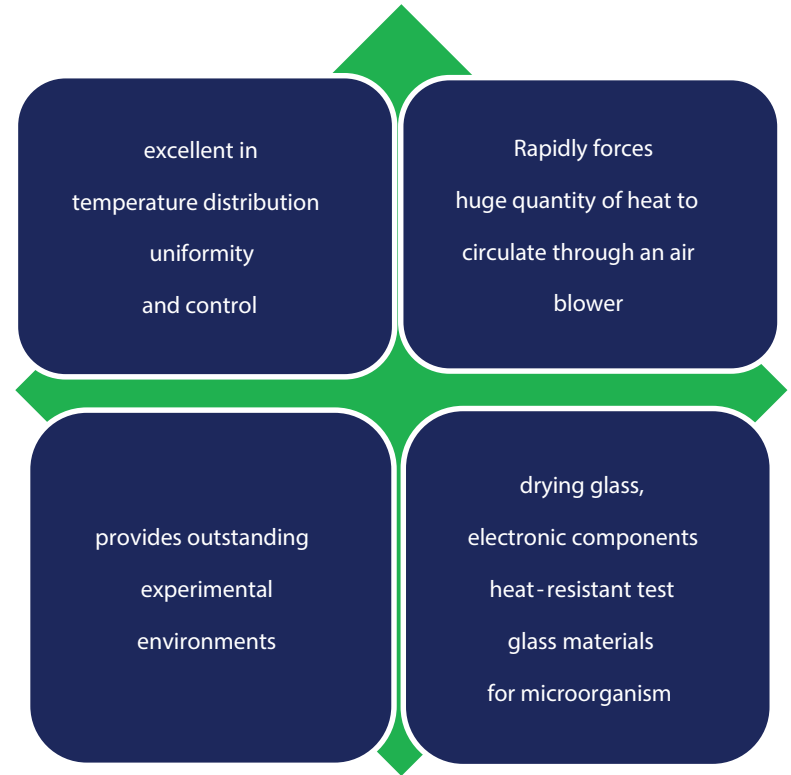 excellent in
temperature distribution
uniformity
and control
Rapidly forces
huge quantity of heat to
circulate through an air
blower
provides outstanding
experimental
environments
drying glass,
electronic components
heat-resistant test
glass materials
for microorganism